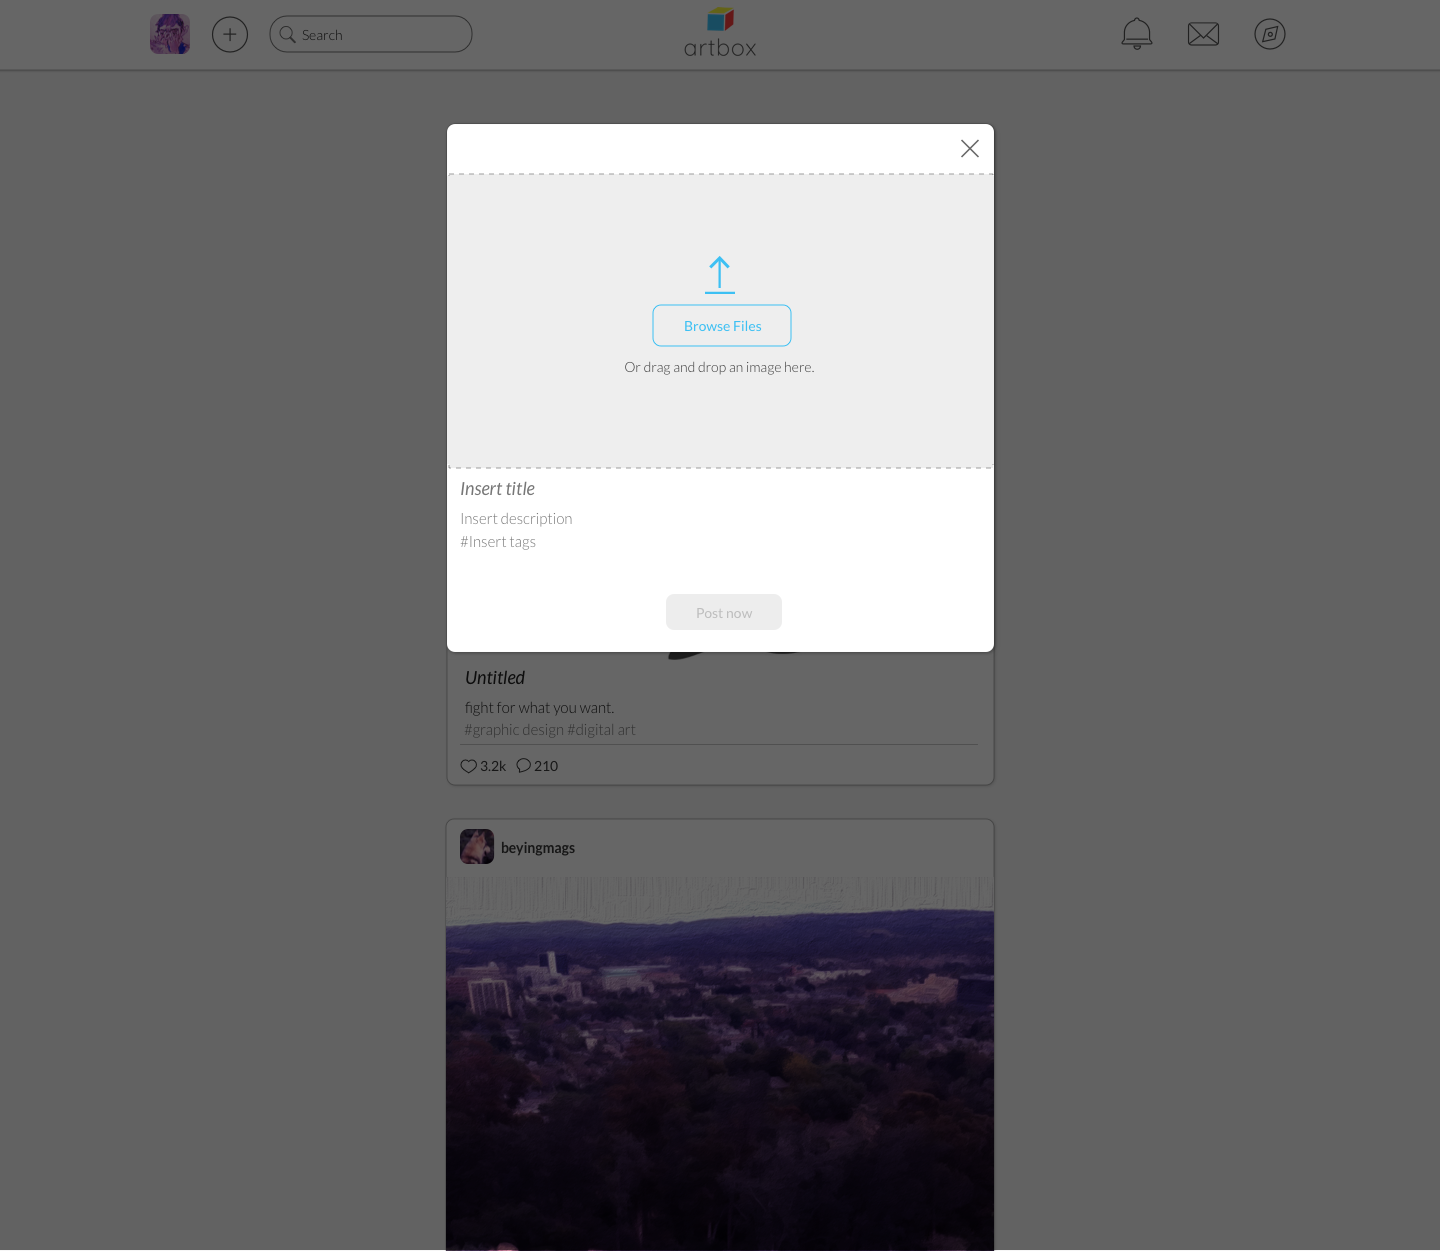 Search
artbox
Browse Files
Or drag and drop an image here.
Insert title
Insert description
#Insert tags
Post now
Untitled
fight for what you want.
#graphic design #digital art
3.2k 210
beyingmags